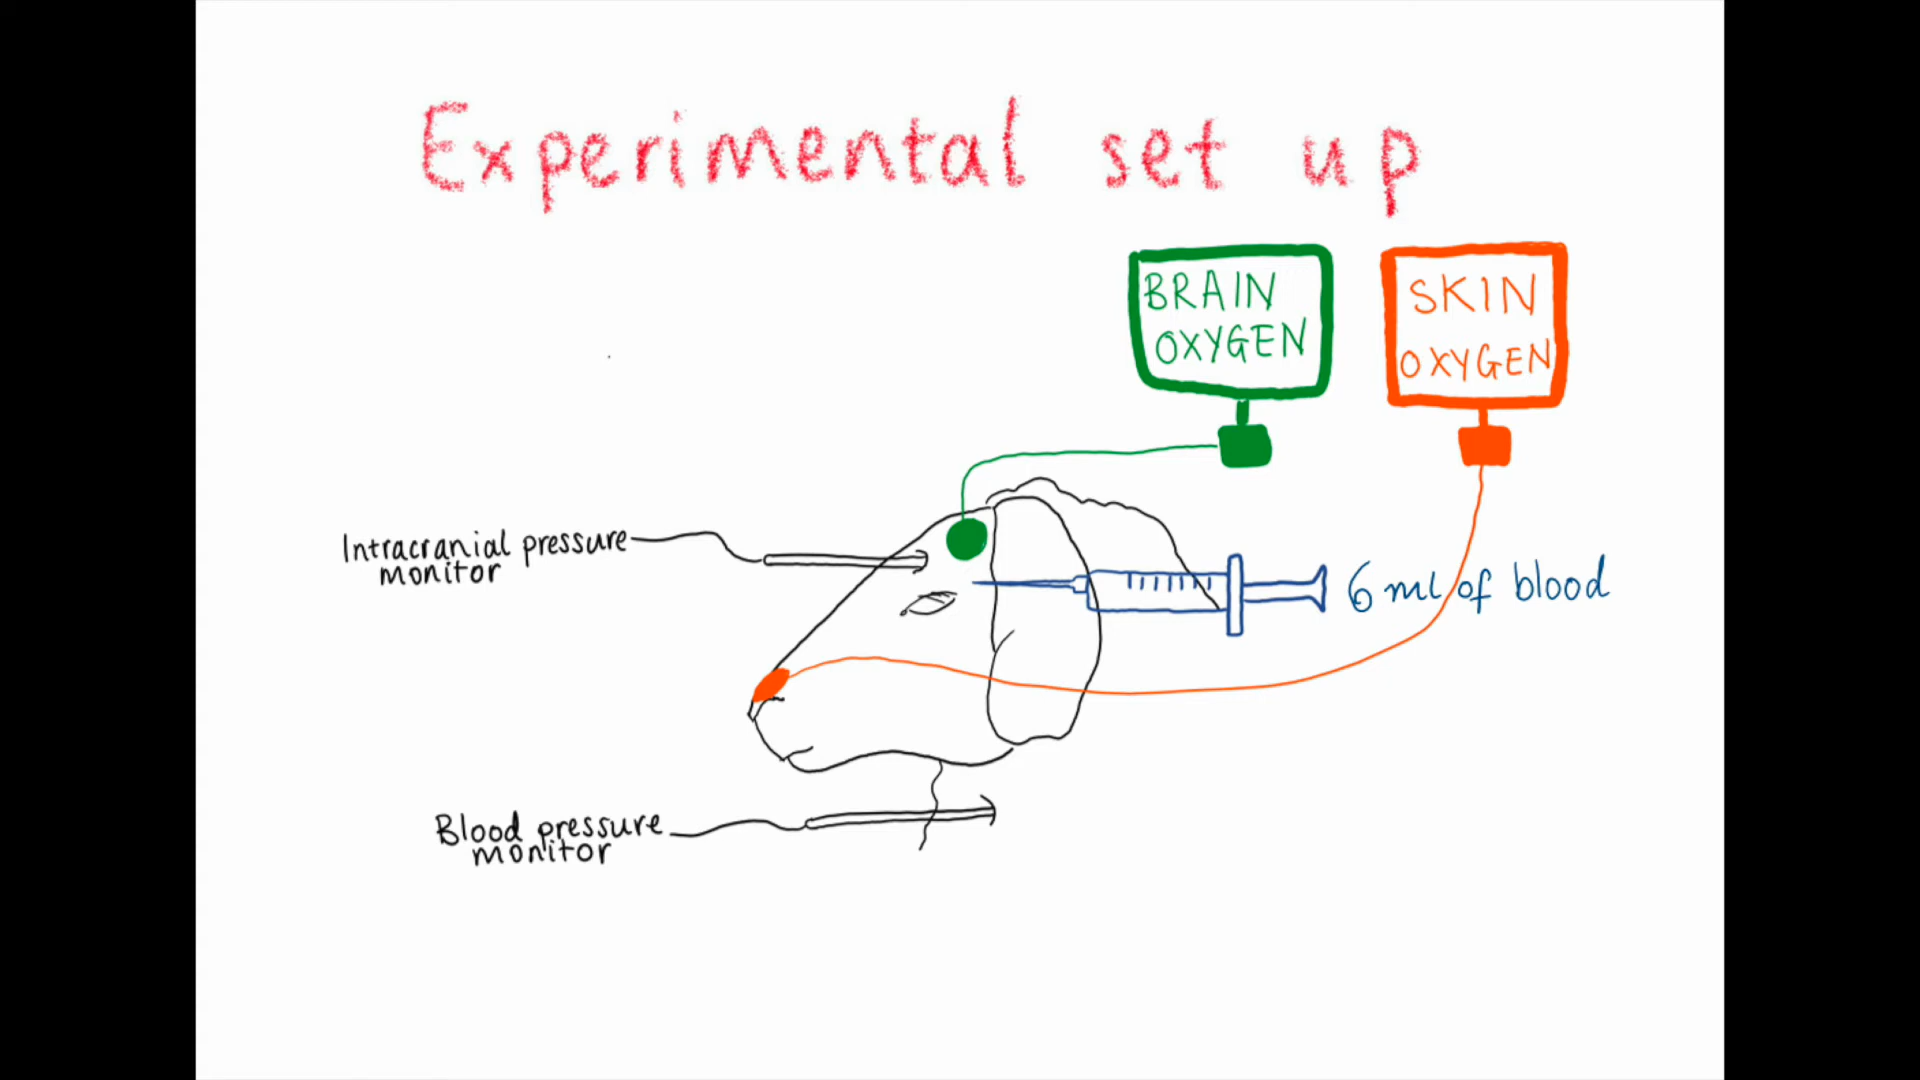 Experimental set up
BRAIN
OXYGEN
SKIN
OXYGEN
Intracranial pressure
monitor
6 ml of blood
Blood pressure
monitor